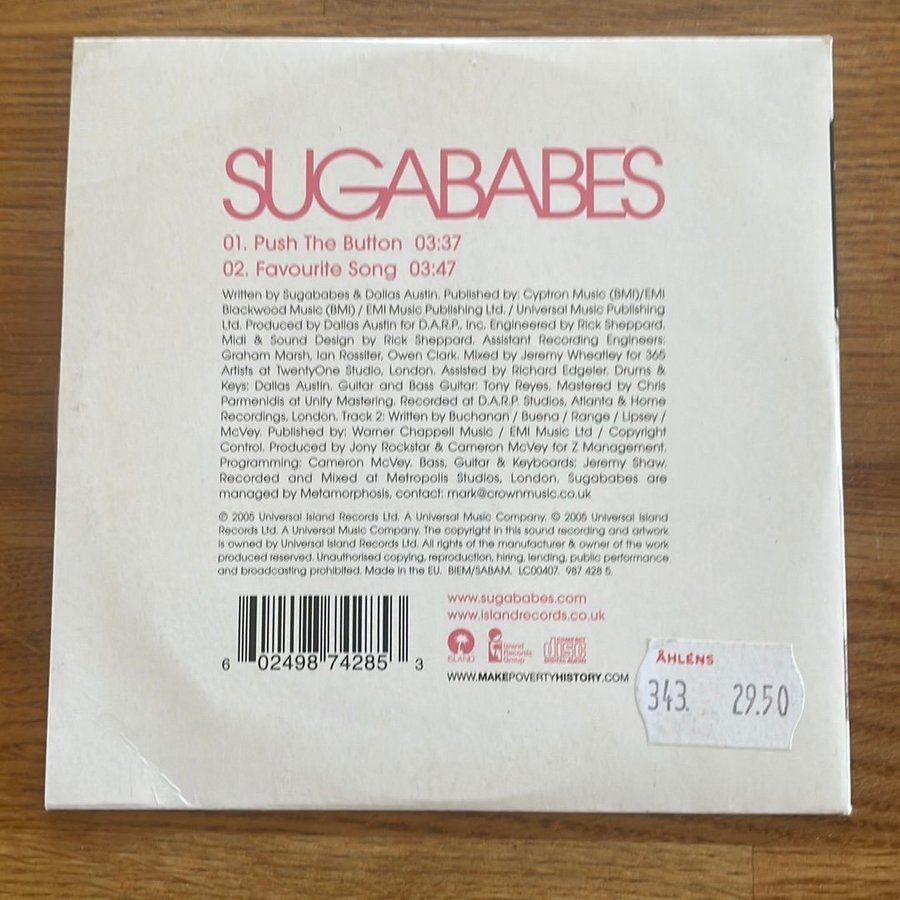 SUGABABES
01. Push The Button 03:37
02. Favourite Song 03:47
Written by Sugababes & Dallas Austin. Published by: Cyptron Music (BMI)/EMI
Blackwood Music (BMI) / EMI Music Publishing Ltd. / Universal Music Publishing
Ltd. Produced by Dallas Austin for D.A.R.P., Inc. Engineered by Rick Sheppard.
Midi & Sound Design by Rick Sheppard. Assistant Recording Engineers:
Graham Marsh, Ian Rossiter, Owen Clark. Mixed by Jeremy Wheatley for 365
Artists at TwentyOne Studio, London. Assisted by Richard Edgeler. Drums &
Keys: Dallas Austin. Guitar and Bass Guitar: Tony Reyes. Mastered by Chris
Parmenidis at Unity Mastering. Recorded at D.A.R.P. Studios, Atlanta & Home
Recordings, London. Track 2: Written by Buchanan / Buena / Range / Lipsey /
McVey. Published by: Warner Chappell Music / EMI Music Ltd / Copyright
Control. Produced by Jony Rockstar & Cameron McVey for Z Management.
Programming: Cameron McVey. Bass, Guitar & Keyboards: Jeremy Shaw.
Recorded and Mixed at Metropolis Studios, London. Sugababes are
managed by Metamorphosis, contact: mark@crownmusic.co.uk
℗ 2005 Universal Island Records Ltd. A Universal Music Company. © 2005 Universal Island
Records Ltd. A Universal Music Company. The copyright in this sound recording and artwork
is owned by Universal Island Records Ltd. All rights of the manufacturer & owner of the work
produced reserved. Unauthorised copying, reproduction, hiring, lending, public performance
and broadcasting prohibited. Made in the EU. BIEM/SABAM. LC00407. 987 428 5.
www.sugababes.com
www.islandrecords.co.uk
ISLAND
Island
Records
Group
COMPACT
disc
DIGITAL AUDIO
6 02498 74285 3
WWW.MAKEPOVERTYHISTORY.COM
ÅHLÉNS
343. 29.50